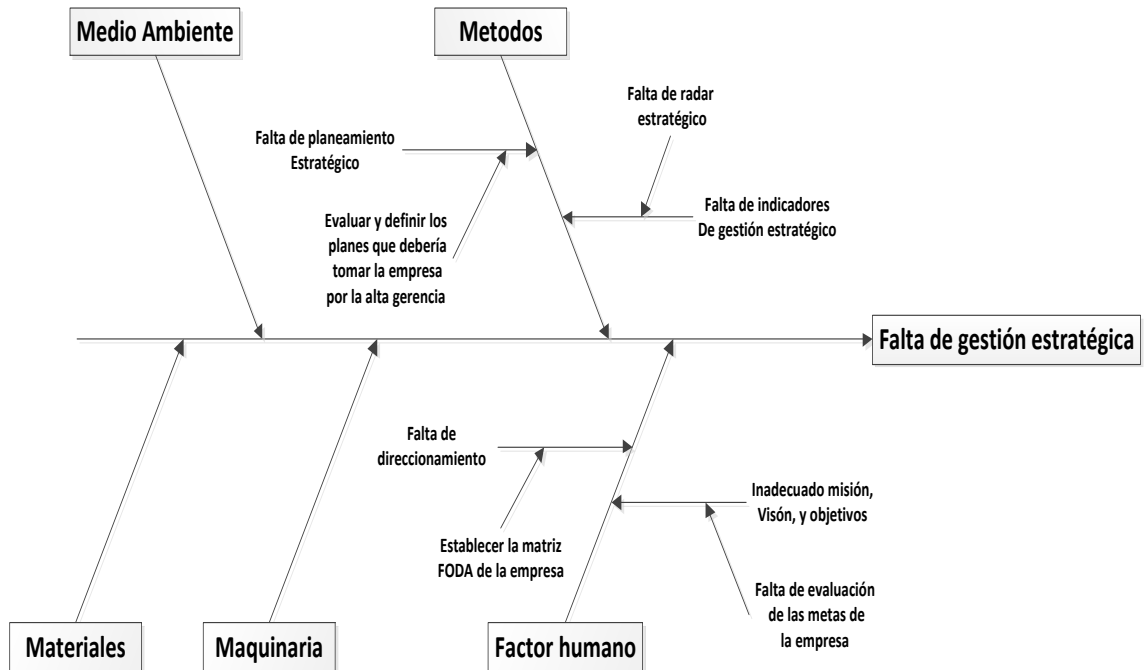 Medio Ambiente
Metodos
Falta de radar
estratégico
Falta de planeamiento
Estratégico
Falta de indicadores
De gestión estratégico
Evaluar y definir los
planes que debería
tomar la empresa
por la alta gerencia
Falta de gestión estratégica
Falta de
direccionamiento
Inadecuado misión,
Visón, y objetivos
Establecer la matriz
FODA de la empresa
Falta de evaluación
de las metas de
la empresa
Materiales
Maquinaria
Factor humano